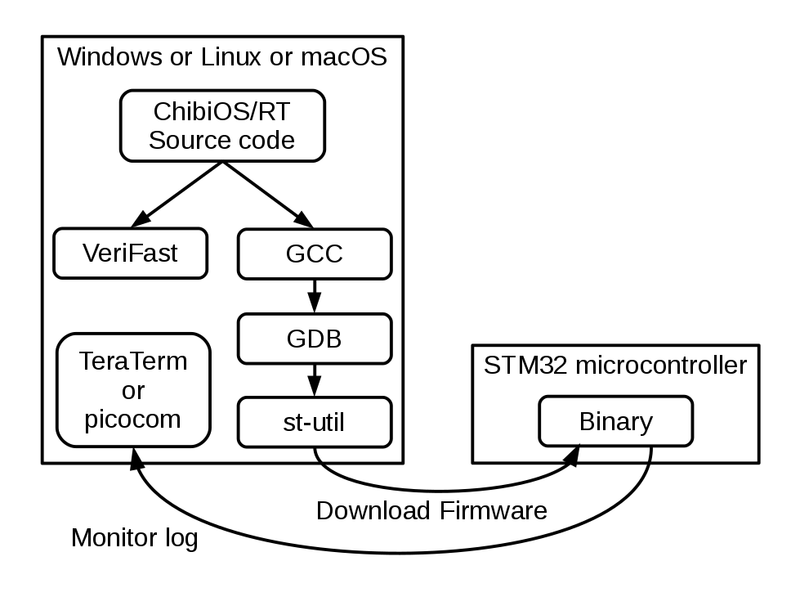 Windows or Linux or macOS
ChibiOS/RT
Source code
VeriFast
GCC
GDB
TeraTerm
or
picocom
st-util
STM32 microcontroller
Binary
Download Firmware
Monitor log